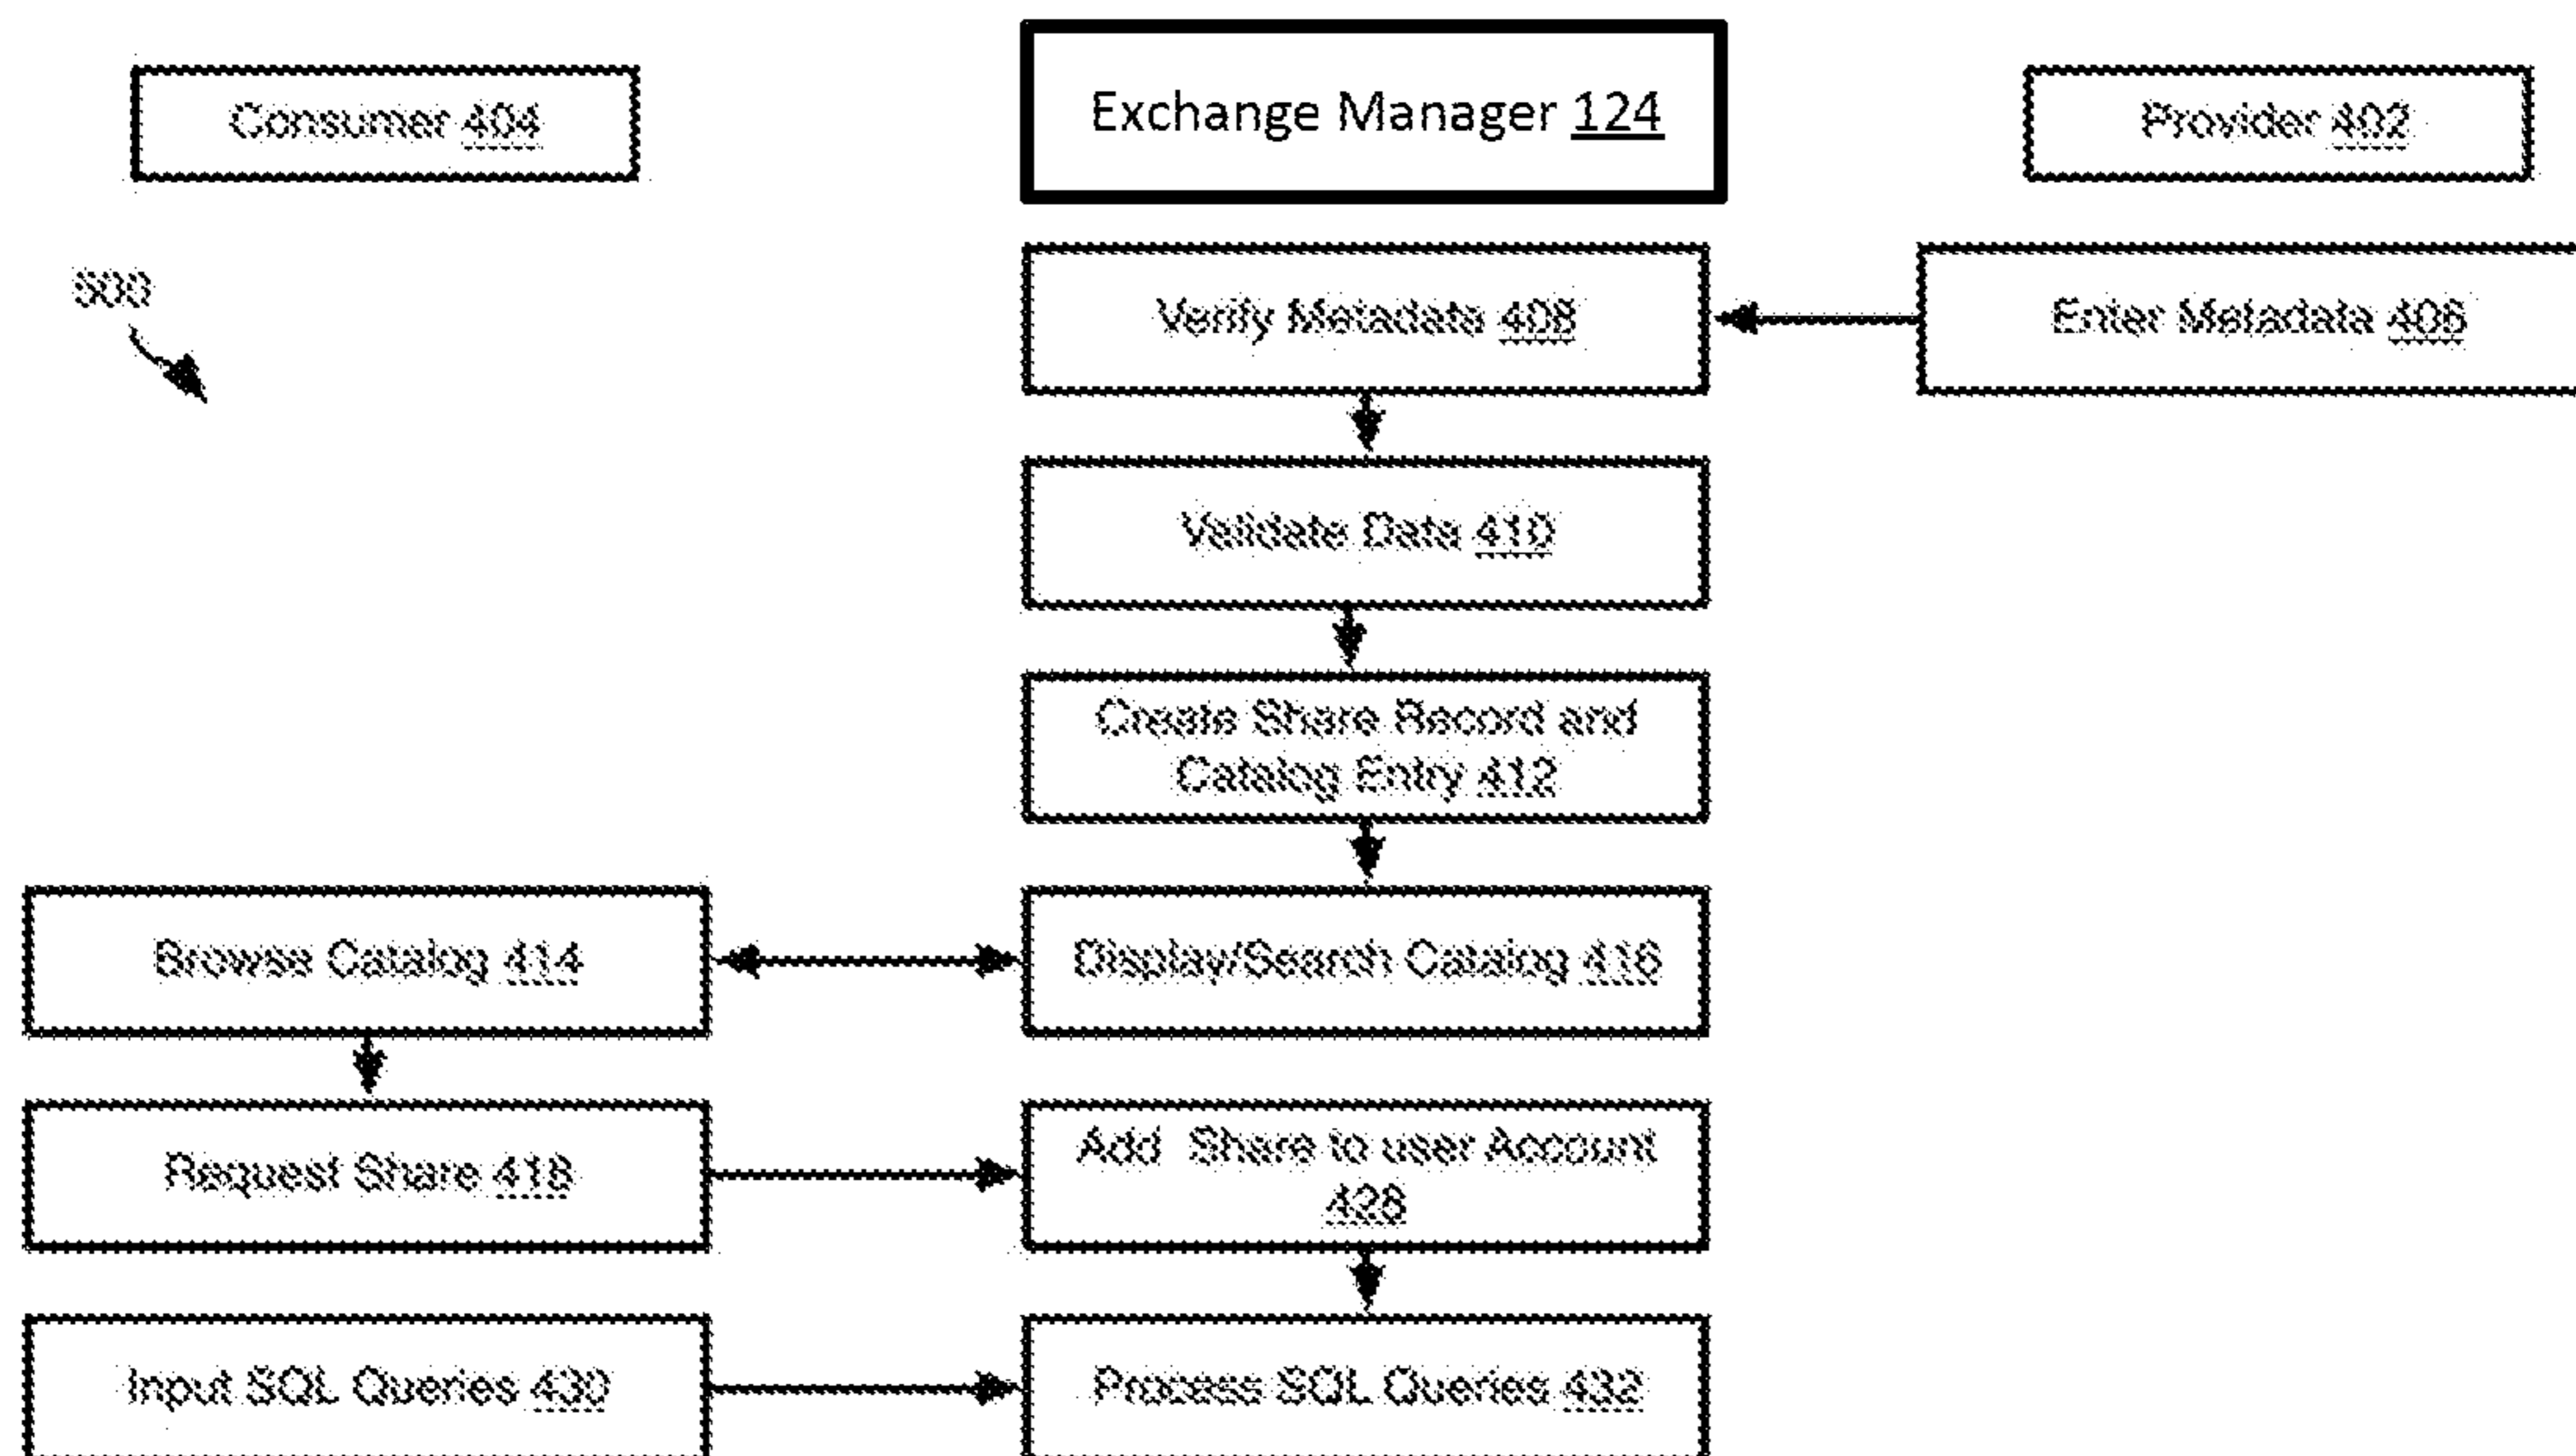 Consumer 404
Exchange Manager 124
Provider 402
500
Verify Metadata 408
Enter Metadata 406
Validate Data 410
Create Share Record and
Catalog Entry 412
Browse Catalog 414
Display/Search Catalog 416
Request Share 418
Add Share to user Account
428
Input SQL Queries 430
Process SQL Queries 432